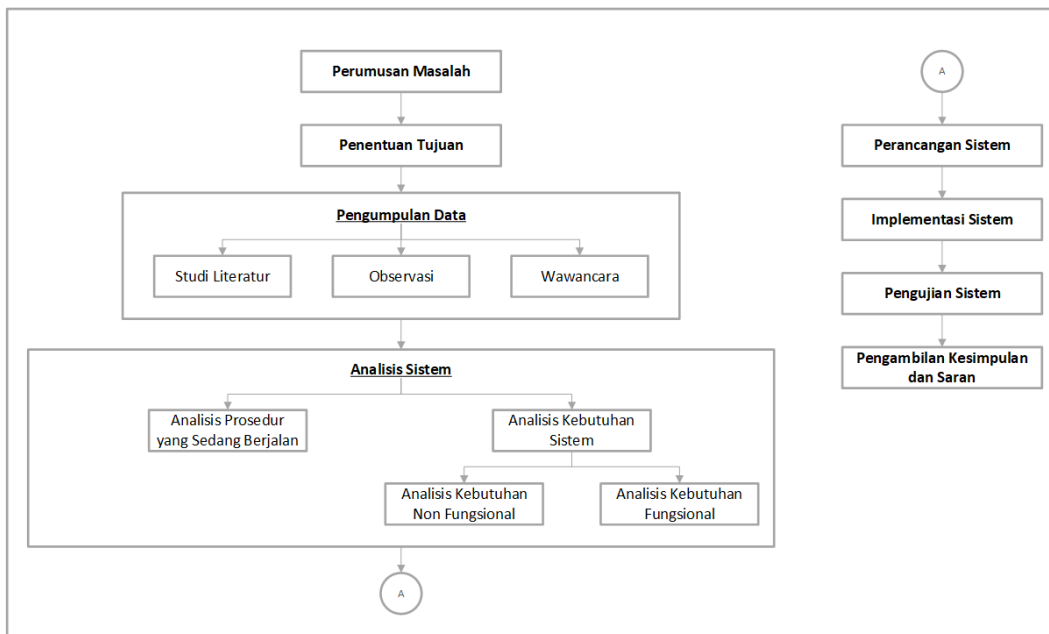 Perumusan Masalah
Penentuan Tujuan
Pengumpulan Data
Studi Literatur
Observasi
Wawancara
Analisis Sistem
Analisis Prosedur
yang Sedang Berjalan
Analisis Kebutuhan
Sistem
Analisis Kebutuhan
Non Fungsional
Analisis Kebutuhan
Fungsional
A
A
Perancangan Sistem
Implementasi Sistem
Pengujian Sistem
Pengambilan Kesimpulan
dan Saran